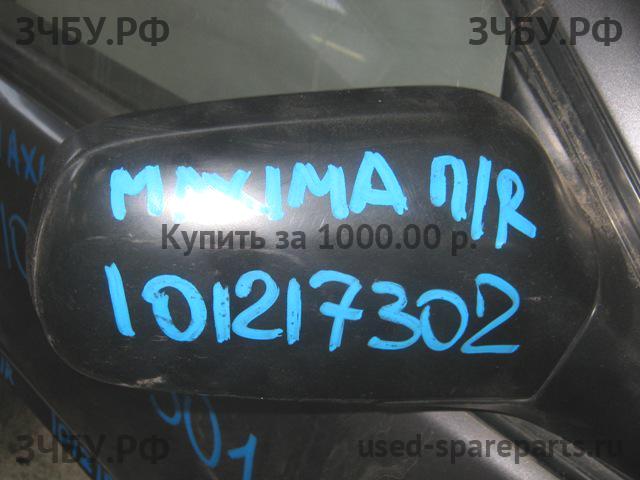 ЗЧБУ.РФ ЗЧБУ.РФ
MAXIMA П/R
Купить за 1000.00 р.
101217302
ЗЧБУ.РФ used-spareparts.ru